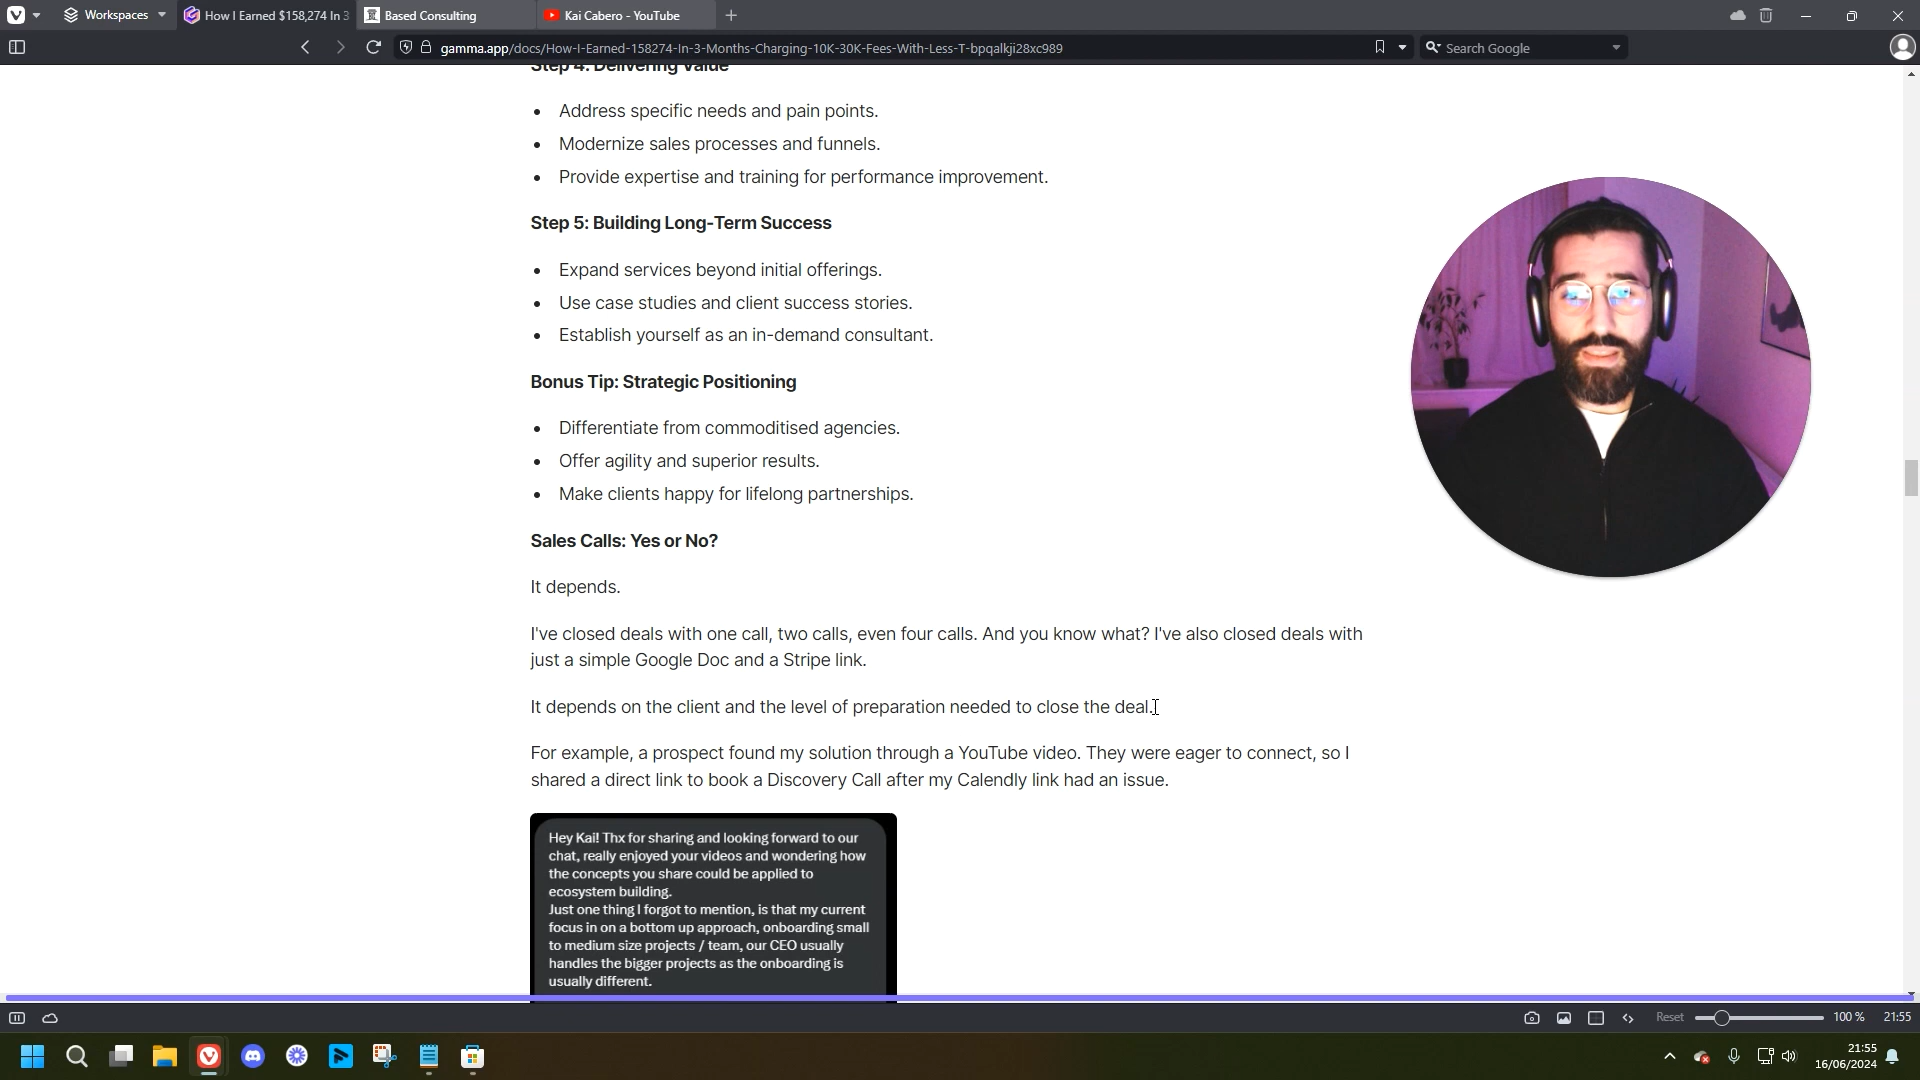 Workspaces
How I Earned $158,274 In 3
Based Consulting
Kai Cabero - YouTube
gamma.app/docs/How-I-Earned-158274-In-3-Months-Charging-10K-30K-Fees-With-Less-T-bpqalkji28xc989
Search Google
Step 4: Delivering Value
• Address specific needs and pain points.
• Modernize sales processes and funnels.
• Provide expertise and training for performance improvement.
Step 5: Building Long-Term Success
• Expand services beyond initial offerings.
• Use case studies and client success stories.
• Establish yourself as an in-demand consultant.
Bonus Tip: Strategic Positioning
• Differentiate from commoditised agencies.
• Offer agility and superior results.
• Make clients happy for lifelong partnerships.
Sales Calls: Yes or No?
It depends.
I've closed deals with one call, two calls, even four calls. And you know what? I've also closed deals with
just a simple Google Doc and a Stripe link.
It depends on the client and the level of preparation needed to close the deal.
For example, a prospect found my solution through a YouTube video. They were eager to connect, so I
shared a direct link to book a Discovery Call after my Calendly link had an issue.
Hey Kai! Thx for sharing and looking forward to our
chat, really enjoyed your videos and wondering how
the concepts you share could be applied to
ecosystem building.
Just one thing I forgot to mention, is that my current
focus in on a bottom up approach, onboarding small
to medium size projects / team, our CEO usually
handles the bigger projects as the onboarding is
usually different.
Reset
100 %
21:55
21:55
16/06/2024